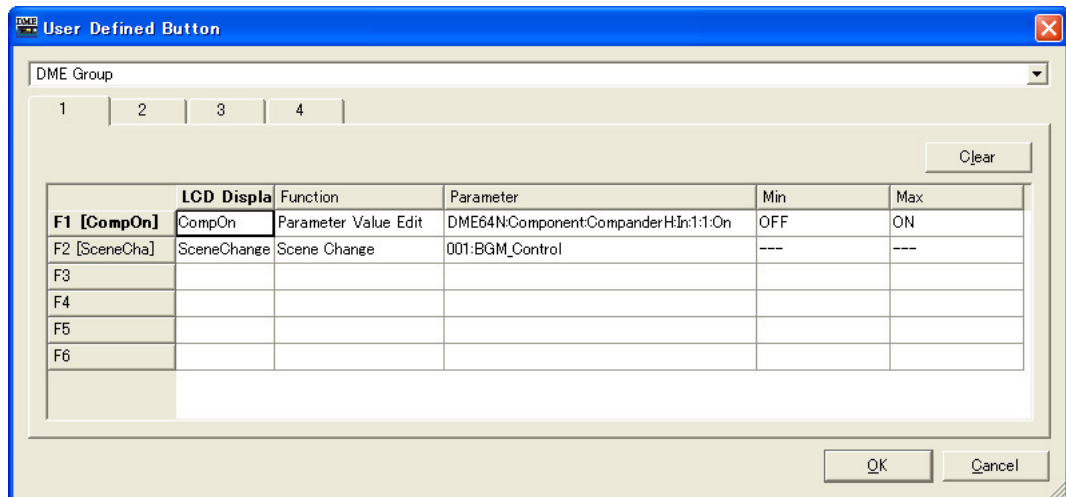 User Defined Button
DME Group
1 2 3 4
Clear
LCD Displa Function Parameter Min Max
F1 [CompOn] CompOn Parameter Value Edit DME64N:Component:CompanderH:In:1:1:On OFF ON
F2 [SceneCha] SceneChange Scene Change 001:BGM_Control --- ---
F3
F4
F5
F6
OK Cancel